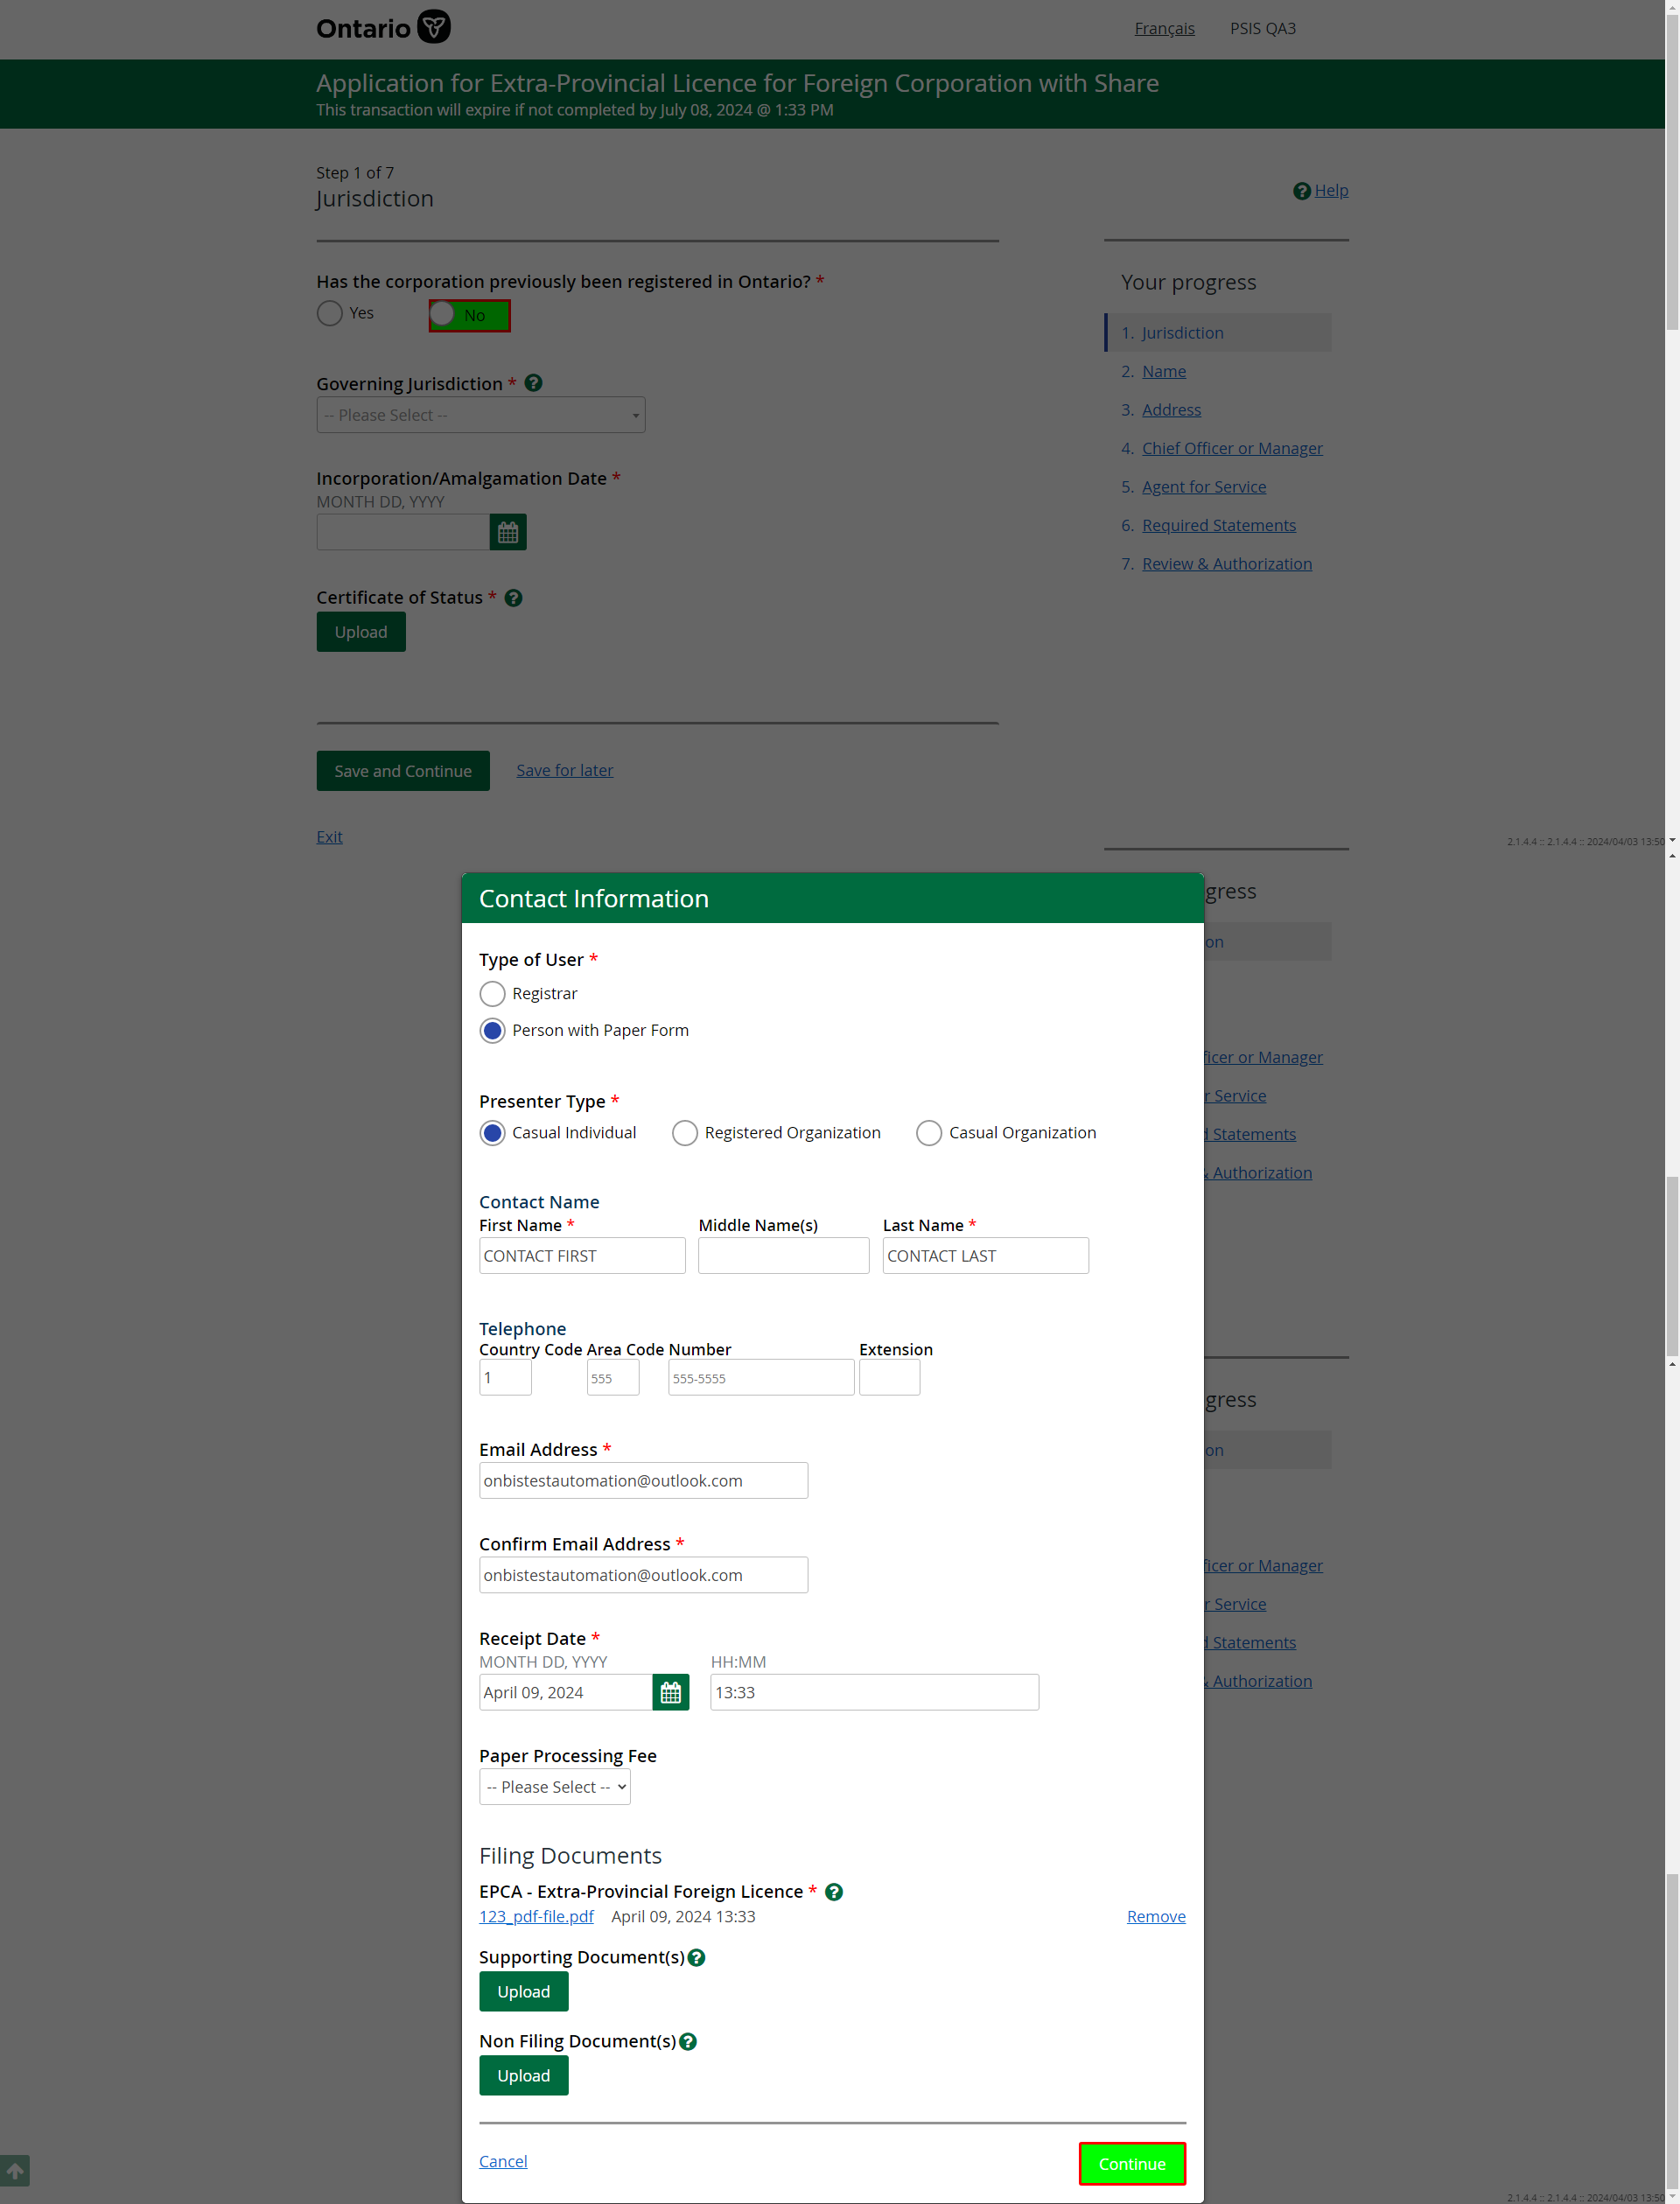 Ontario
Français PSIS QA3
Application for Extra-Provincial Licence for Foreign Corporation with Share
This transaction will expire if not completed by July 08, 2024 @ 1:33 PM
Step 1 of 7
Jurisdiction
Help
Has the corporation previously been registered in Ontario? *
Yes No
Governing Jurisdiction *
-- Please Select --
Incorporation/Amalgamation Date *
MONTH DD, YYYY
Certificate of Status *
Upload
Save and Continue Save for later
Exit
Your progress
1. Jurisdiction
2. Name
3. Address
4. Chief Officer or Manager
5. Agent for Service
6. Required Statements
7. Review & Authorization
2.1.4.4 :: 2.1.4.4 :: 2024/04/03 13:50
Contact Information
Type of User *
Registrar
Person with Paper Form
Presenter Type *
Casual Individual Registered Organization Casual Organization
Contact Name
First Name * Middle Name(s) Last Name *
CONTACT FIRST CONTACT LAST
Telephone
Country Code Area Code Number Extension
1 555 555-5555
Email Address *
onbistestautomation@outlook.com
Confirm Email Address *
onbistestautomation@outlook.com
Receipt Date *
MONTH DD, YYYY HH:MM
April 09, 2024 13:33
Paper Processing Fee
-- Please Select --
Filing Documents
EPCA - Extra-Provincial Foreign Licence *
123_pdf-file.pdf April 09, 2024 13:33 Remove
Supporting Document(s)
Upload
Non Filing Document(s)
Upload
Cancel Continue
gress
on
ficer or Manager
r Service
d Statements
& Authorization
gress
on
ficer or Manager
r Service
d Statements
& Authorization
2.1.4.4 :: 2.1.4.4 :: 2024/04/03 13:50